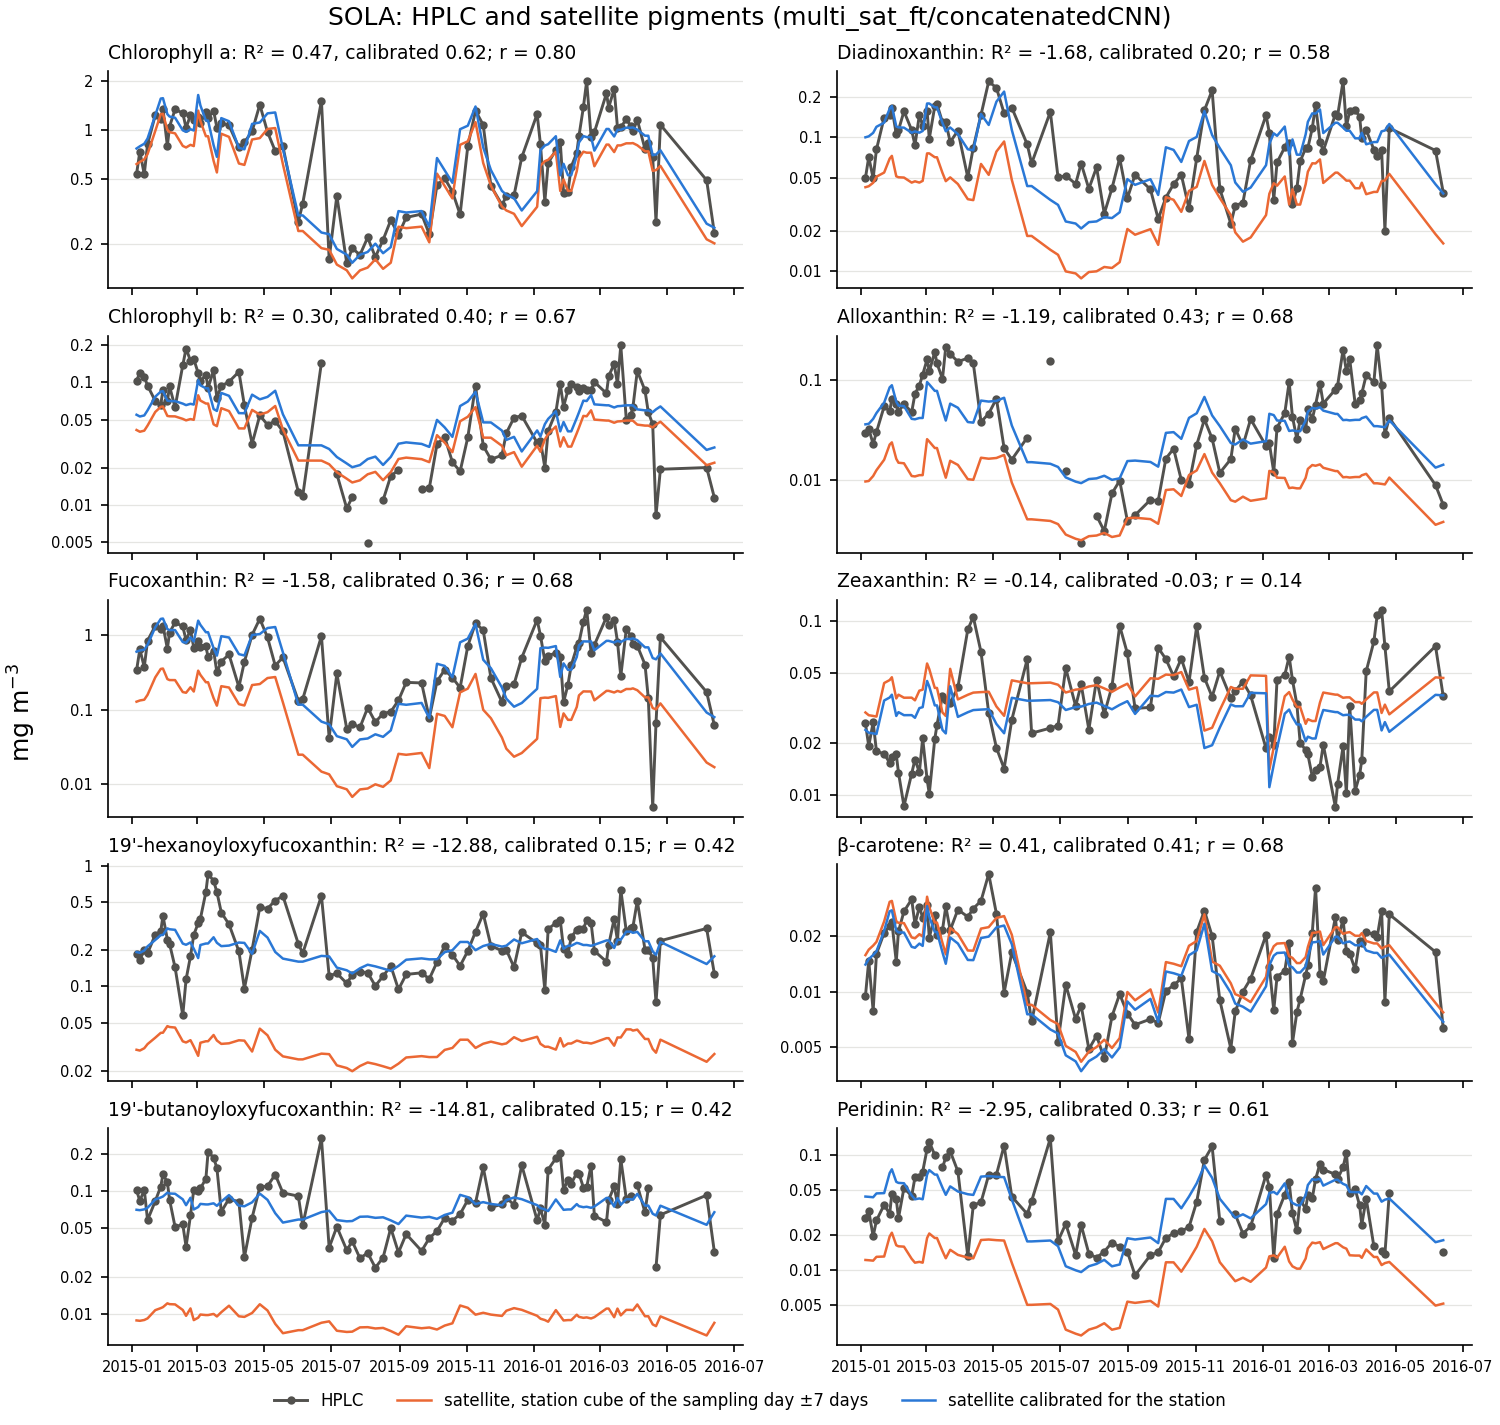 SOLA: HPLC and satellite pigments (multi_sat_ft/concatenatedCNN)
Chlorophyll a: R² = 0.47, calibrated 0.62; r = 0.80
2
1
0.5
0.2
Diadinoxanthin: R² = -1.68, calibrated 0.20; r = 0.58
0.2
0.1
0.05
0.02
0.01
Chlorophyll b: R² = 0.30, calibrated 0.40; r = 0.67
0.2
0.1
0.05
0.02
0.01
0.005
Alloxanthin: R² = -1.19, calibrated 0.43; r = 0.68
0.1
0.01
Fucoxanthin: R² = -1.58, calibrated 0.36; r = 0.68
1
0.1
0.01
Zeaxanthin: R² = -0.14, calibrated -0.03; r = 0.14
0.1
0.05
0.02
0.01
mg m⁻³
19'-hexanoyloxyfucoxanthin: R² = -12.88, calibrated 0.15; r = 0.42
1
0.5
0.2
0.1
0.05
0.02
β-carotene: R² = 0.41, calibrated 0.41; r = 0.68
0.02
0.01
0.005
19'-butanoyloxyfucoxanthin: R² = -14.81, calibrated 0.15; r = 0.42
0.2
0.1
0.05
0.02
0.01
2015-01 2015-03 2015-05 2015-07 2015-09 2015-11 2016-01 2016-03 2016-05 2016-07
Peridinin: R² = -2.95, calibrated 0.33; r = 0.61
0.1
0.05
0.02
0.01
0.005
2015-01 2015-03 2015-05 2015-07 2015-09 2015-11 2016-01 2016-03 2016-05 2016-07
HPLC satellite, station cube of the sampling day ±7 days satellite calibrated for the station